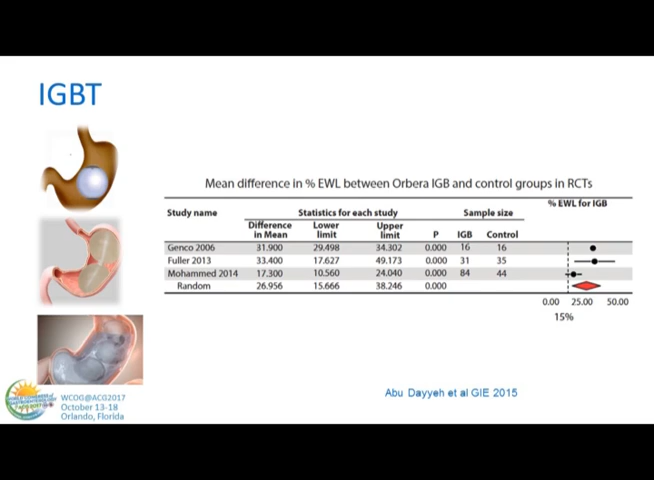 IGBT
Mean difference in % EWL between Orbera IGB and control groups in RCTs
Study name Statistics for each study Sample size % EWL for IGB
Difference in Mean Lower limit Upper limit P IGB Control
Genco 2006 31.900 29.498 34.302 0.000 16 16
Fuller 2013 33.400 17.627 49.173 0.000 31 35
Mohammed 2014 17.300 10.560 24.040 0.000 84 44
Random 26.956 15.666 38.246 0.000
0.00 25.00 50.00
15%
Abu Dayyeh et al GIE 2015
WCOG@ACG2017
October 13-18
Orlando, Florida